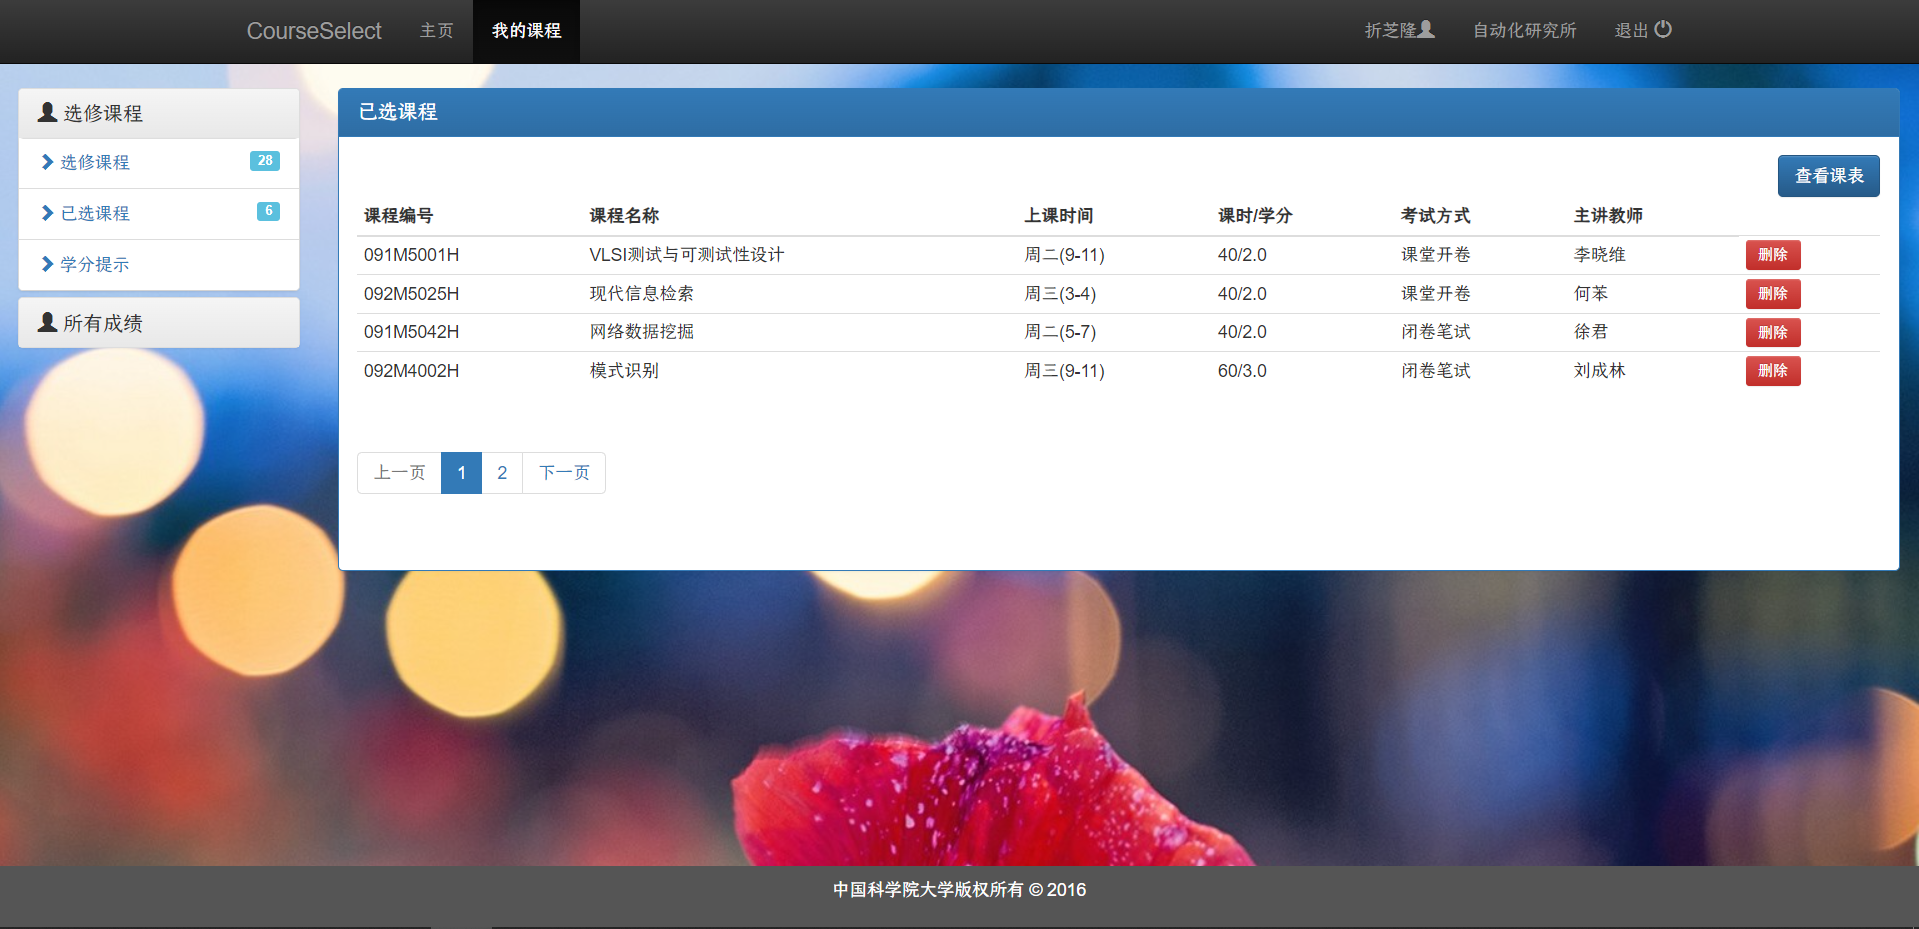 CourseSelect 主页 我的课程 折芝隆 自动化研究所 退出
选修课程
选修课程 28
已选课程 6
学分提示
所有成绩
已选课程
查看课表
课程编号 课程名称 上课时间 课时/学分 考试方式 主讲教师
091M5001H VLSI测试与可测试性设计 周二(9-11) 40/2.0 课堂开卷 李晓维 删除
092M5025H 现代信息检索 周三(3-4) 40/2.0 课堂开卷 何苯 删除
091M5042H 网络数据挖掘 周二(5-7) 40/2.0 闭卷笔试 徐君 删除
092M4002H 模式识别 周三(9-11) 60/3.0 闭卷笔试 刘成林 删除
上一页 1 2 下一页
中国科学院大学版权所有 © 2016